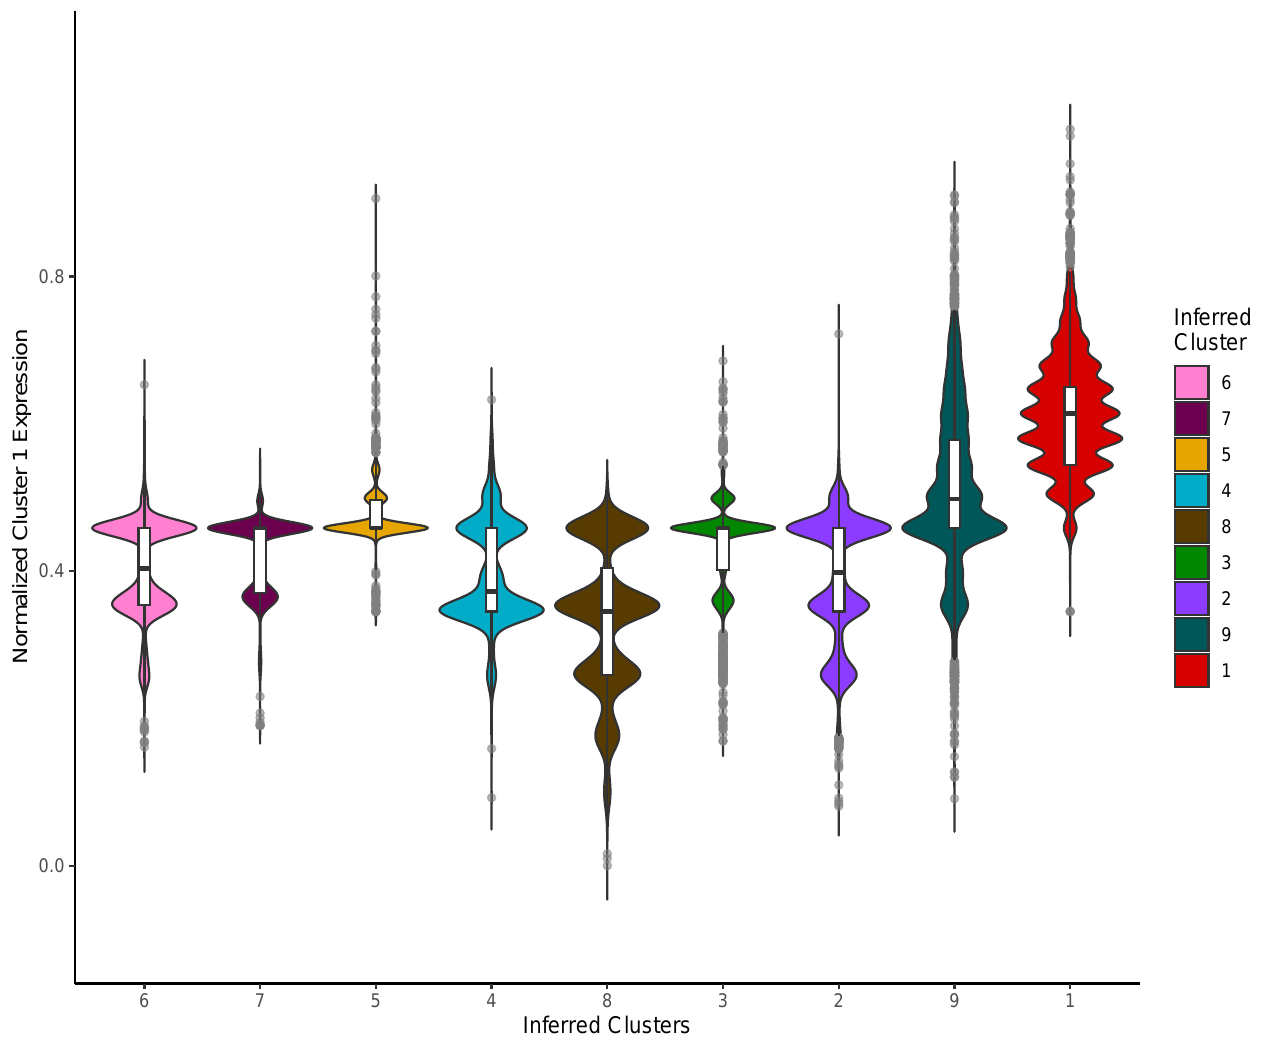 Normalized Cluster 1 Expression
0.8
0.4
0.0
6 7 5 4 8 3 2 9 1
Inferred Clusters
Inferred
Cluster
6
7
5
4
8
3
2
9
1